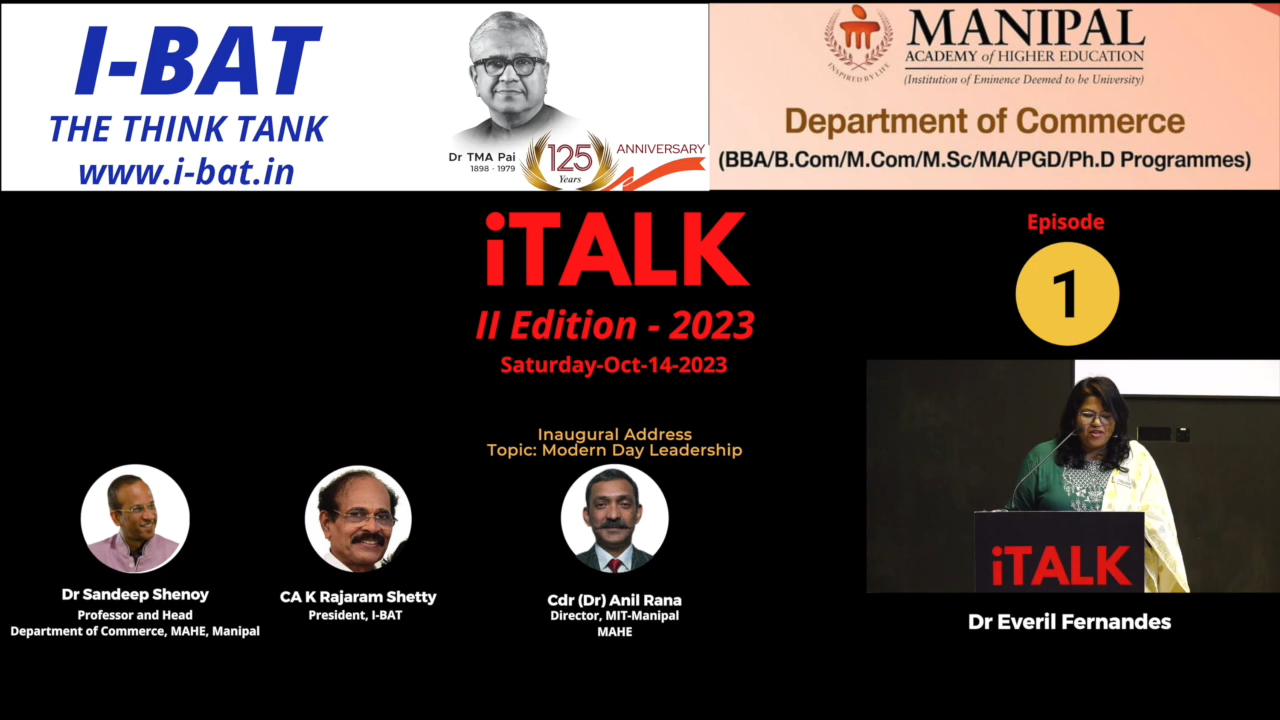 I-BAT
THE THINK TANK
www.i-bat.in
Dr TMA Pai
1898 - 1979
125
Years
ANNIVERSARY
MANIPAL
ACADEMY of HIGHER EDUCATION
(Institution of Eminence Deemed to be University)
INSPIRED BY LIFE
Department of Commerce
(BBA/B.Com/M.Com/M.Sc/MA/PGD/Ph.D Programmes)
iTALK
II Edition - 2023
Saturday-Oct-14-2023
Episode
1
Inaugural Address
Topic: Modern Day Leadership
Dr Sandeep Shenoy
Professor and Head
Department of Commerce, MAHE, Manipal
CA K Rajaram Shetty
President, I-BAT
Cdr (Dr) Anil Rana
Director, MIT-Manipal
MAHE
iTALK
Dr Everil Fernandes